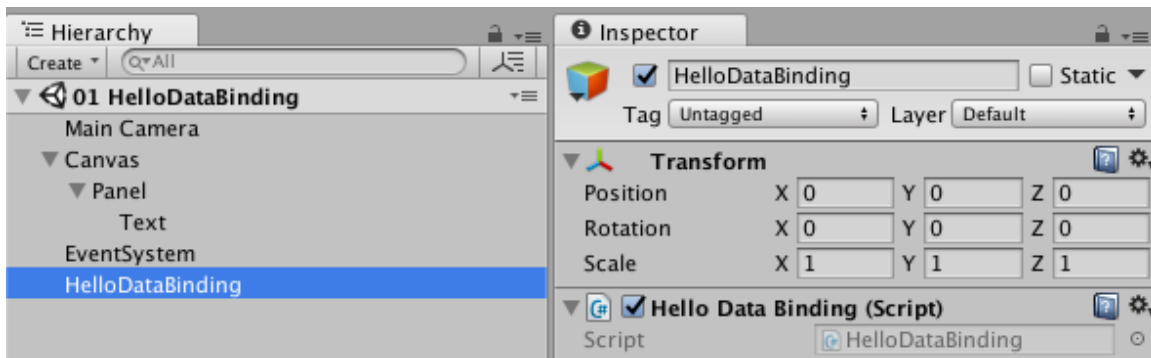 Hierarchy
Create All
01 HelloDataBinding
Main Camera
Canvas
Panel
Text
EventSystem
HelloDataBinding
Inspector
HelloDataBinding Static
Tag Untagged Layer Default
Transform
Position X 0 Y 0 Z 0
Rotation X 0 Y 0 Z 0
Scale X 1 Y 1 Z 1
Hello Data Binding (Script)
Script HelloDataBinding